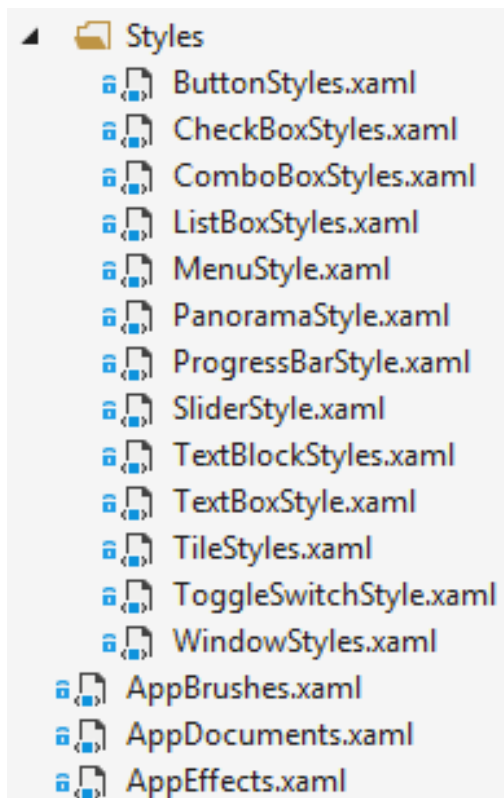 Styles
ButtonStyles.xaml
CheckBoxStyles.xaml
ComboBoxStyles.xaml
ListBoxStyles.xaml
MenuStyle.xaml
PanoramaStyle.xaml
ProgressBarStyle.xaml
SliderStyle.xaml
TextBlockStyles.xaml
TextBoxStyle.xaml
TileStyles.xaml
ToggleSwitchStyle.xaml
WindowStyles.xaml
AppBrushes.xaml
AppDocuments.xaml
AppEffects.xaml